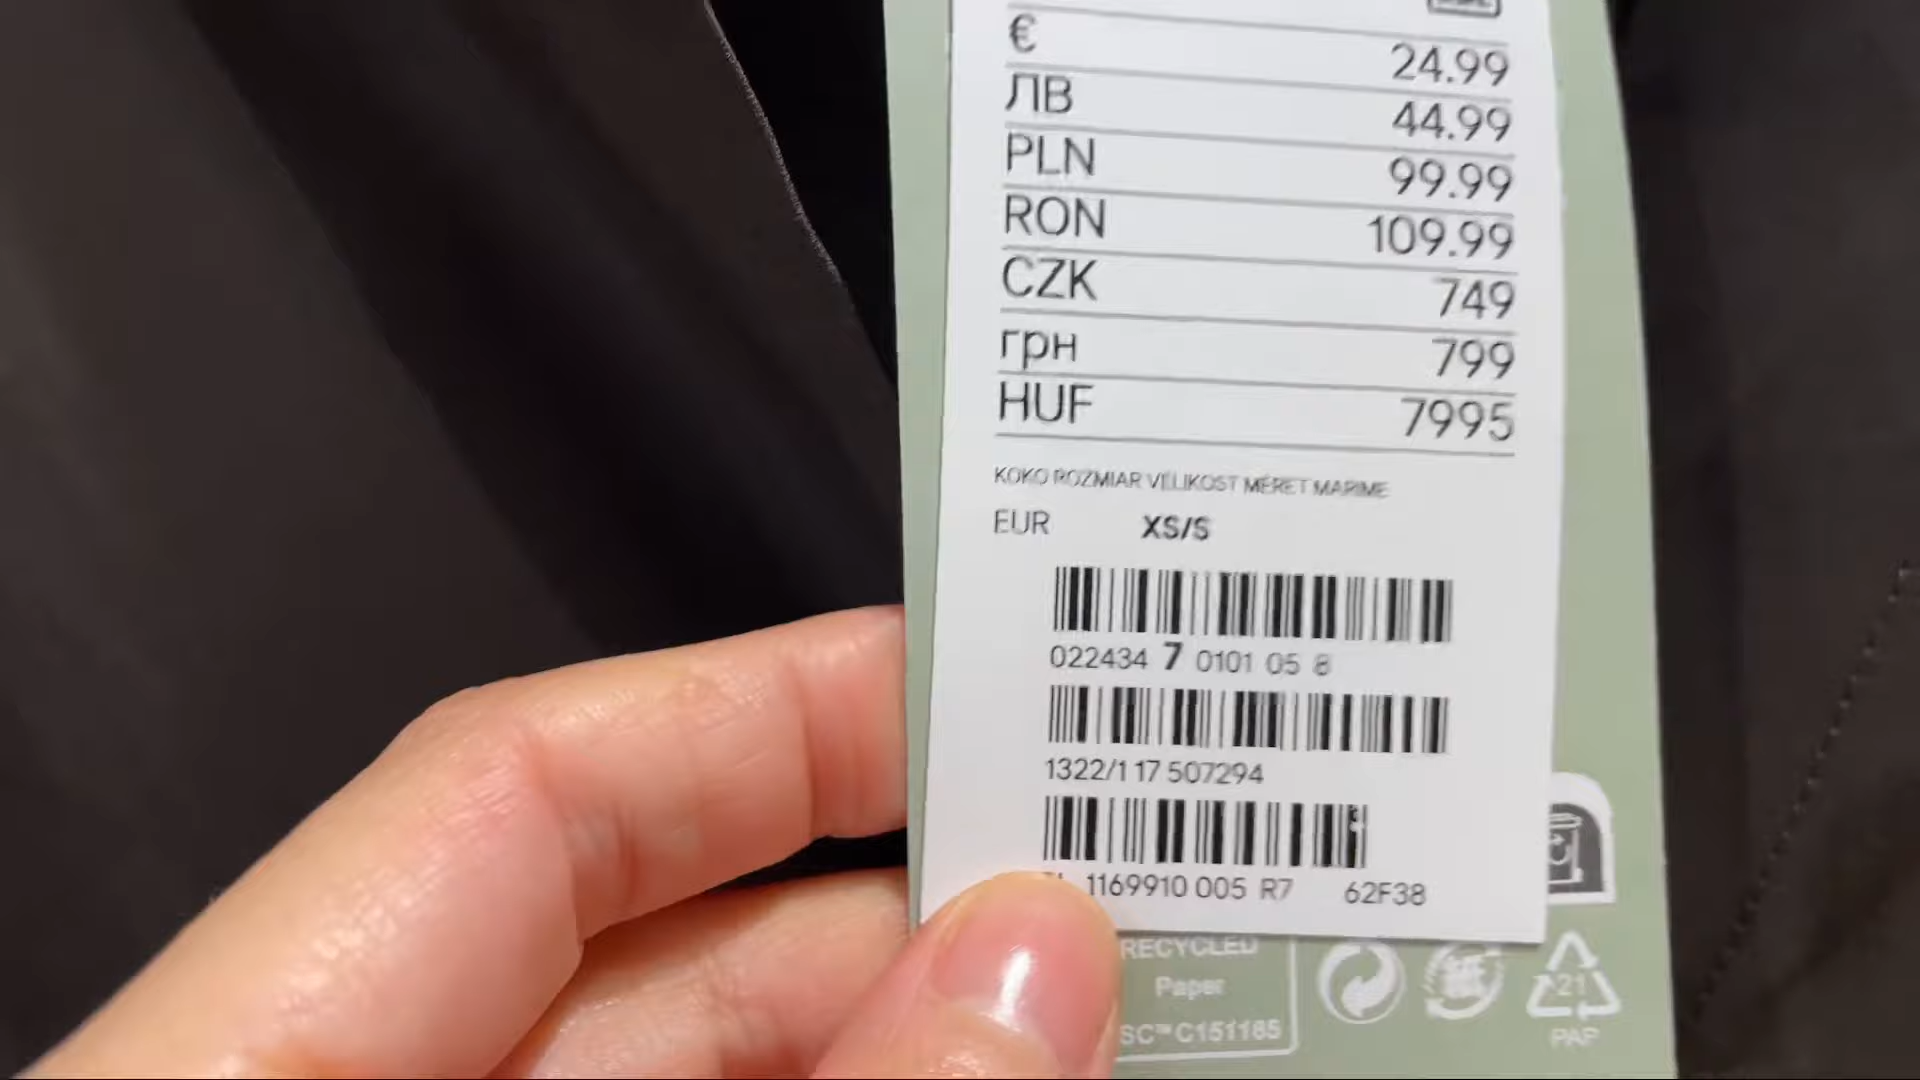 € 24.99
ЛВ 44.99
PLN 99.99
RON 109.99
CZK 749
грн 799
HUF 7995
KOKO ROZMIAR VELIKOST MÉRET MARIME
EUR XS/S
022434 7 0101 05 8
1322/1 17 507294
1169910 005 R7 62F38
RECYCLED
Paper
SC™ C151185
21
PAP